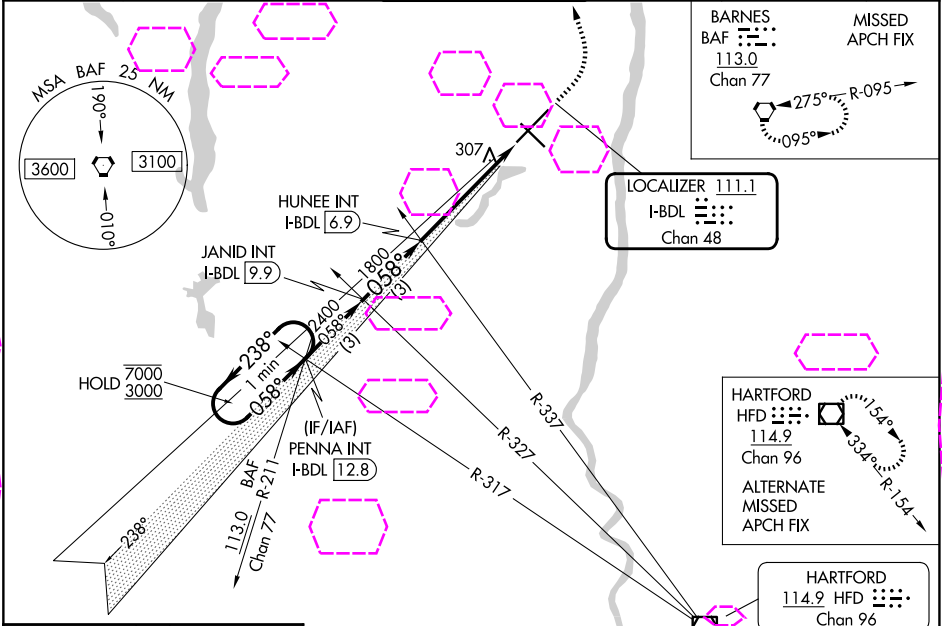 MSA BAF 25 NM
190°
3600
3100
010°
BARNES
BAF
113.0
Chan 77
MISSED
APCH FIX
275°
R-095
095°
307
LOCALIZER 111.1
I-BDL
Chan 48
HUNEE INT
I-BDL 6.9
JANID INT
I-BDL 9.9
1800
058°
(3)
2400
058°
(3)
238°
1 min
058°
HOLD 7000
3000
(IF/IAF)
PENNA INT
I-BDL 12.8
BAF
R-211
113.0
Chan 77
238°
R-337
R-327
R-317
HARTFORD
HFD
114.9
Chan 96
154°
334°
R-154
ALTERNATE
MISSED
APCH FIX
HARTFORD
114.9 HFD
Chan 96